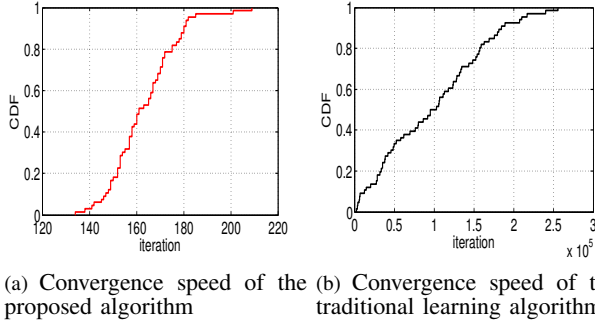 1
0.8
0.6
0.4
0.2
0
CDF
120 140 160 180 200 220
iteration
1
0.8
0.6
0.4
0.2
0
CDF
0 0.5 1 1.5 2 2.5 3
iteration
x 10^5
(a) Convergence speed of the
proposed algorithm
(b) Convergence speed of t
traditional learning algorithm